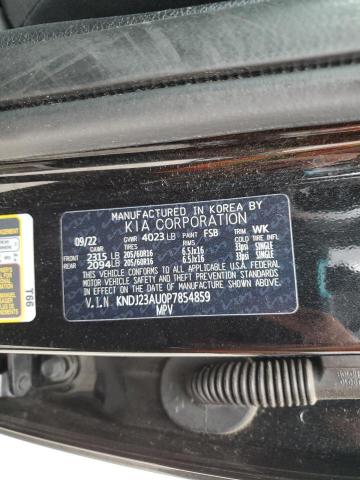 MANUFACTURED IN KOREA BY
KIA CORPORATION
09/22 GVWR 4023 LB PAINT FSB TRIM WK
GAWR TIRES RIMS COLD
FRONT 2315 LB 205/60R16 6.5Jx16 33psi SINGLE
REAR 2094 LB 205/60R16 6.5Jx16 33psi SINGLE
THIS VEHICLE CONFORMS TO ALL APPLICABLE U.S.A. FEDERAL
MOTOR VEHICLE SAFETY AND THEFT PREVENTION
STANDARDS IN EFFECT ON THE DATE OF MANUFACTURE
SHOWN ABOVE.
V.I.N KNDJ23AU0P7854859
MPV
T66